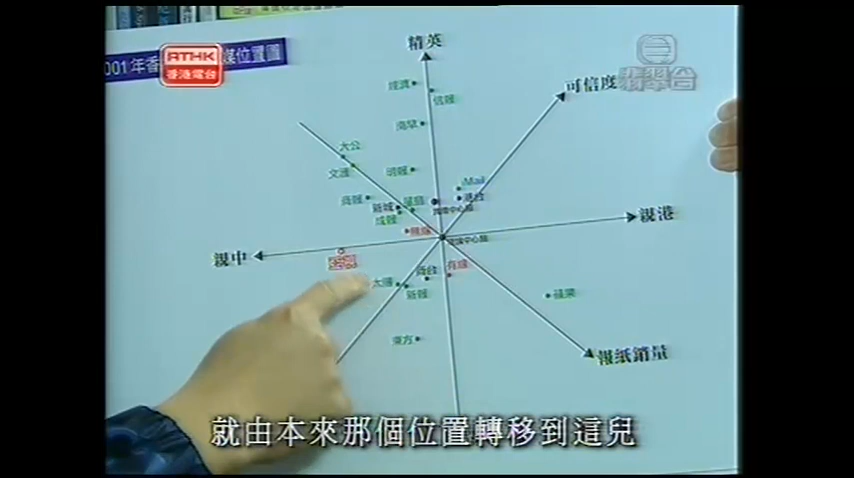 精英
RTHK
香港電台
001年香
媒位置圖
翡翠台
可信度
經濟
信報
南早
大公
文匯
明報
iMail
港台
商報
星島
新城
成報
無線
親港
親中
亞視
太陽
商台
有線
新報
蘋果
東方
報紙銷量
就由本來那個位置轉移到這兒